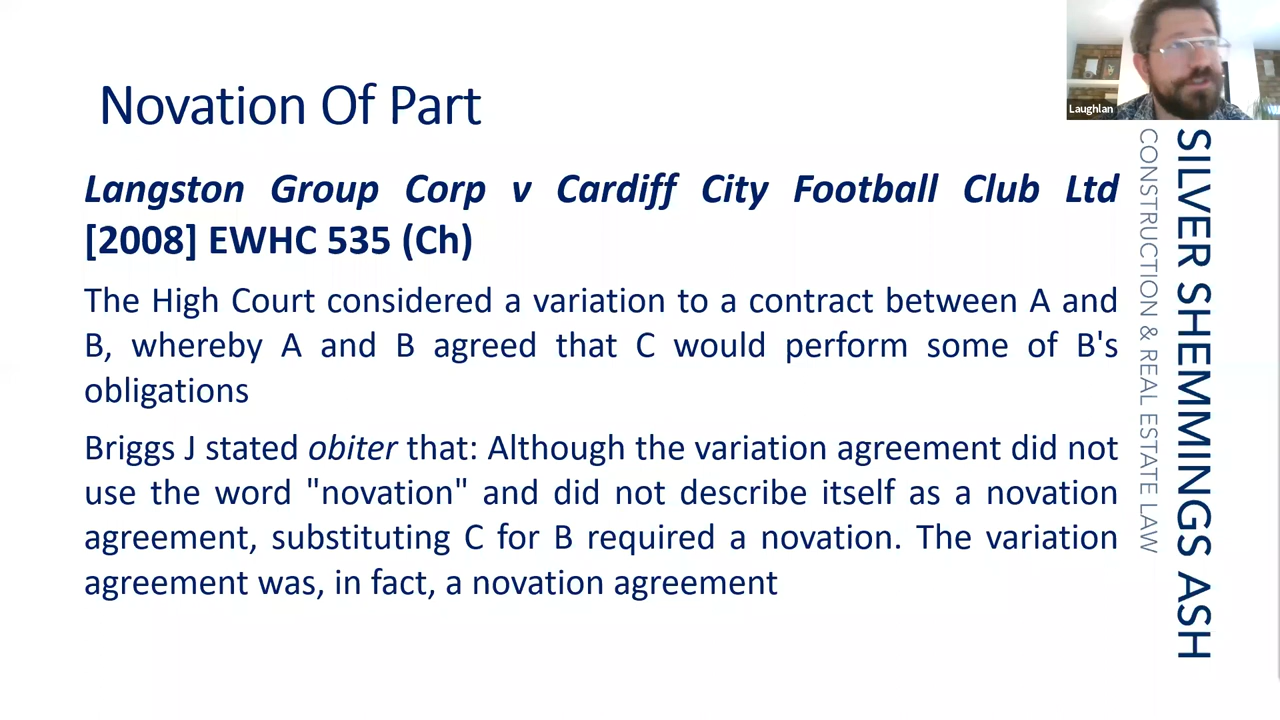 Novation Of Part
Langston Group Corp v Cardiff City Football Club Ltd
[2008] EWHC 535 (Ch)
The High Court considered a variation to a contract between A and
B, whereby A and B agreed that C would perform some of B's
obligations
Briggs J stated obiter that: Although the variation agreement did not
use the word "novation" and did not describe itself as a novation
agreement, substituting C for B required a novation. The variation
agreement was, in fact, a novation agreement
Laughlan
SILVER SHEMMINGS ASH
CONSTRUCTION & REAL ESTATE LAW